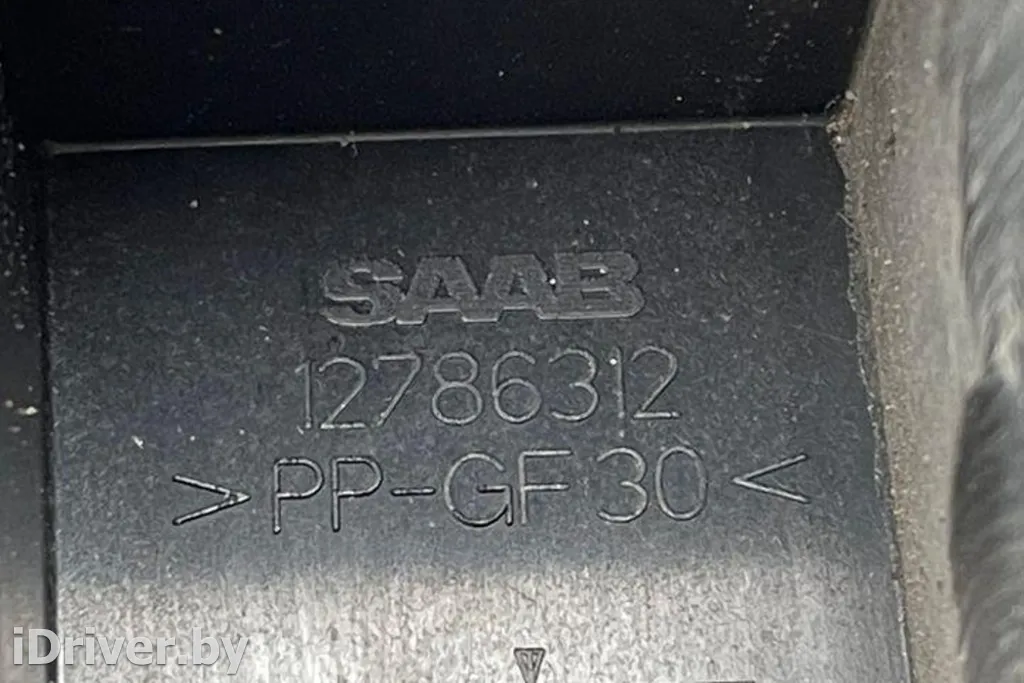 SAAB
12786312
>PP-GF30<
iDriver.by